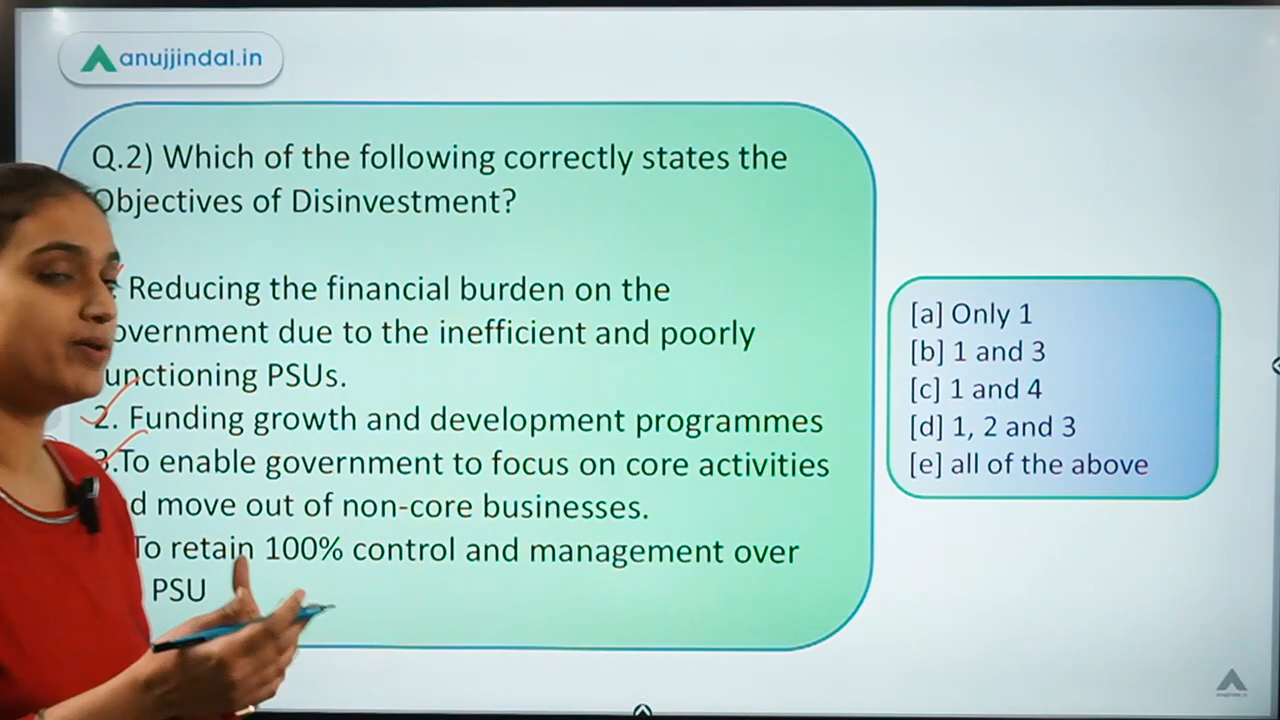 anujjindal.in
Q.2) Which of the following correctly states the
Objectives of Disinvestment?
Reducing the financial burden on the
overnment due to the inefficient and poorly
unctioning PSUs.
2. Funding growth and development programmes
3.To enable government to focus on core activities
d move out of non-core businesses.
To retain 100% control and management over
PSU
[a] Only 1
[b] 1 and 3
[c] 1 and 4
[d] 1, 2 and 3
[e] all of the above